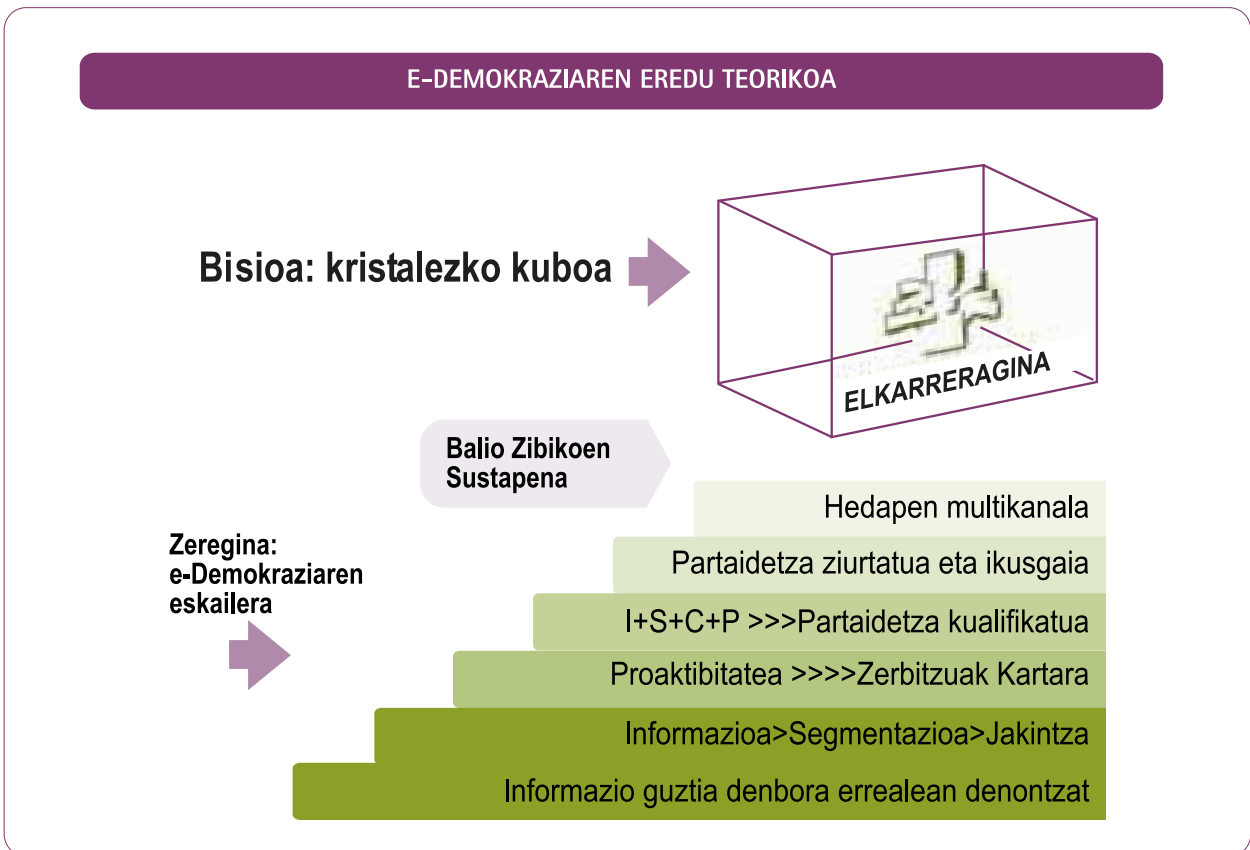 E-DEMOKRAZIAREN EREDU TEORIKOA
Bisioa: kristalezko kuboa
ELKARRERAGINA
Balio Zibikoen
Sustapena
Hedapen multikanala
Zeregina:
e-Demokraziaren
eskailera
Partaidetza ziurtatua eta ikusgaia
I+S+C+P >>>Partaidetza kualifikatua
Proaktibitatea >>>>Zerbitzuak Kartara
Informazioa>Segmentazioa>Jakintza
Informazio guztia denbora errealean denontzat